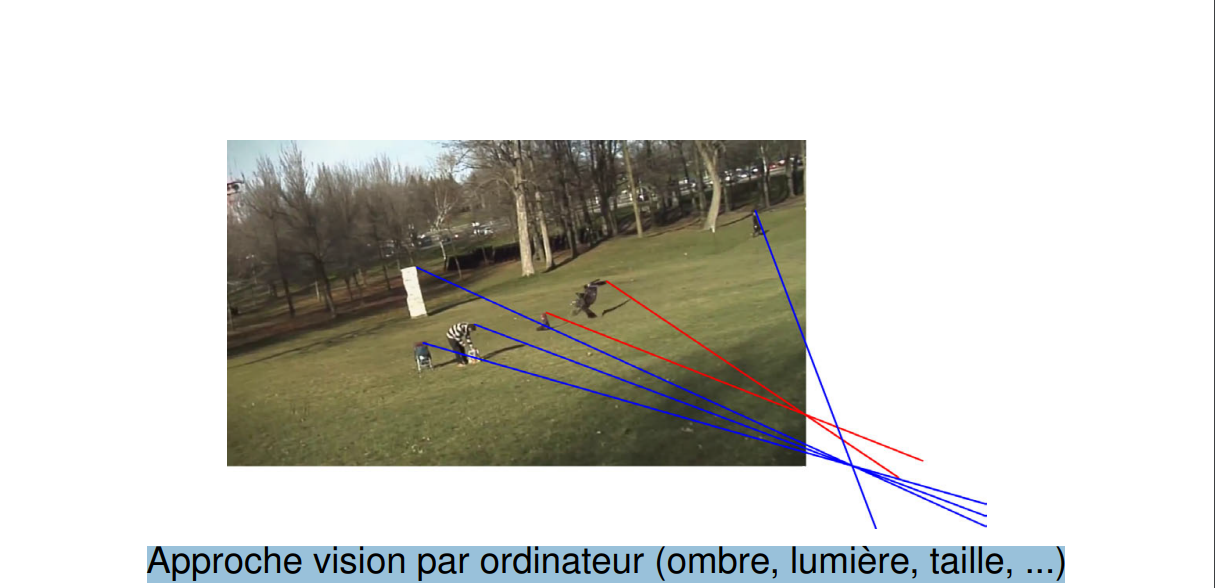 Approche vision par ordinateur (ombre, lumière, taille, ...)